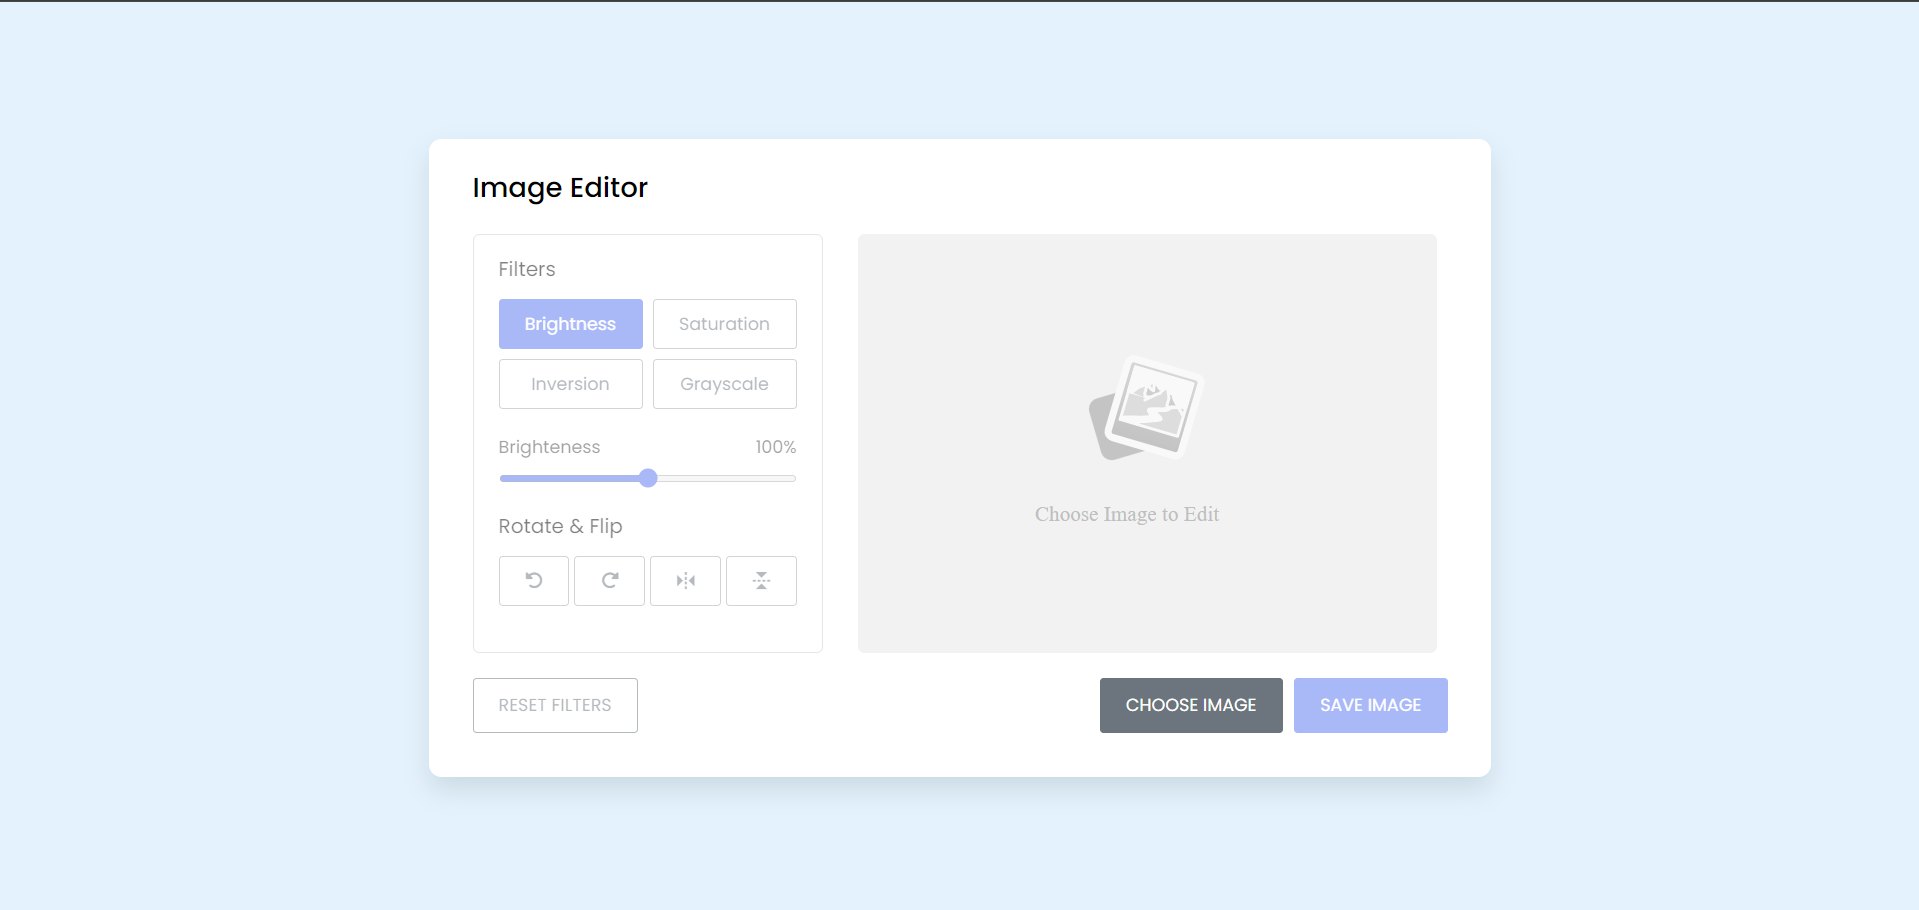 Image Editor
Filters
Brightness
Saturation
Inversion
Grayscale
Brighteness 100%
Rotate & Flip
Choose Image to Edit
RESET FILTERS
CHOOSE IMAGE
SAVE IMAGE